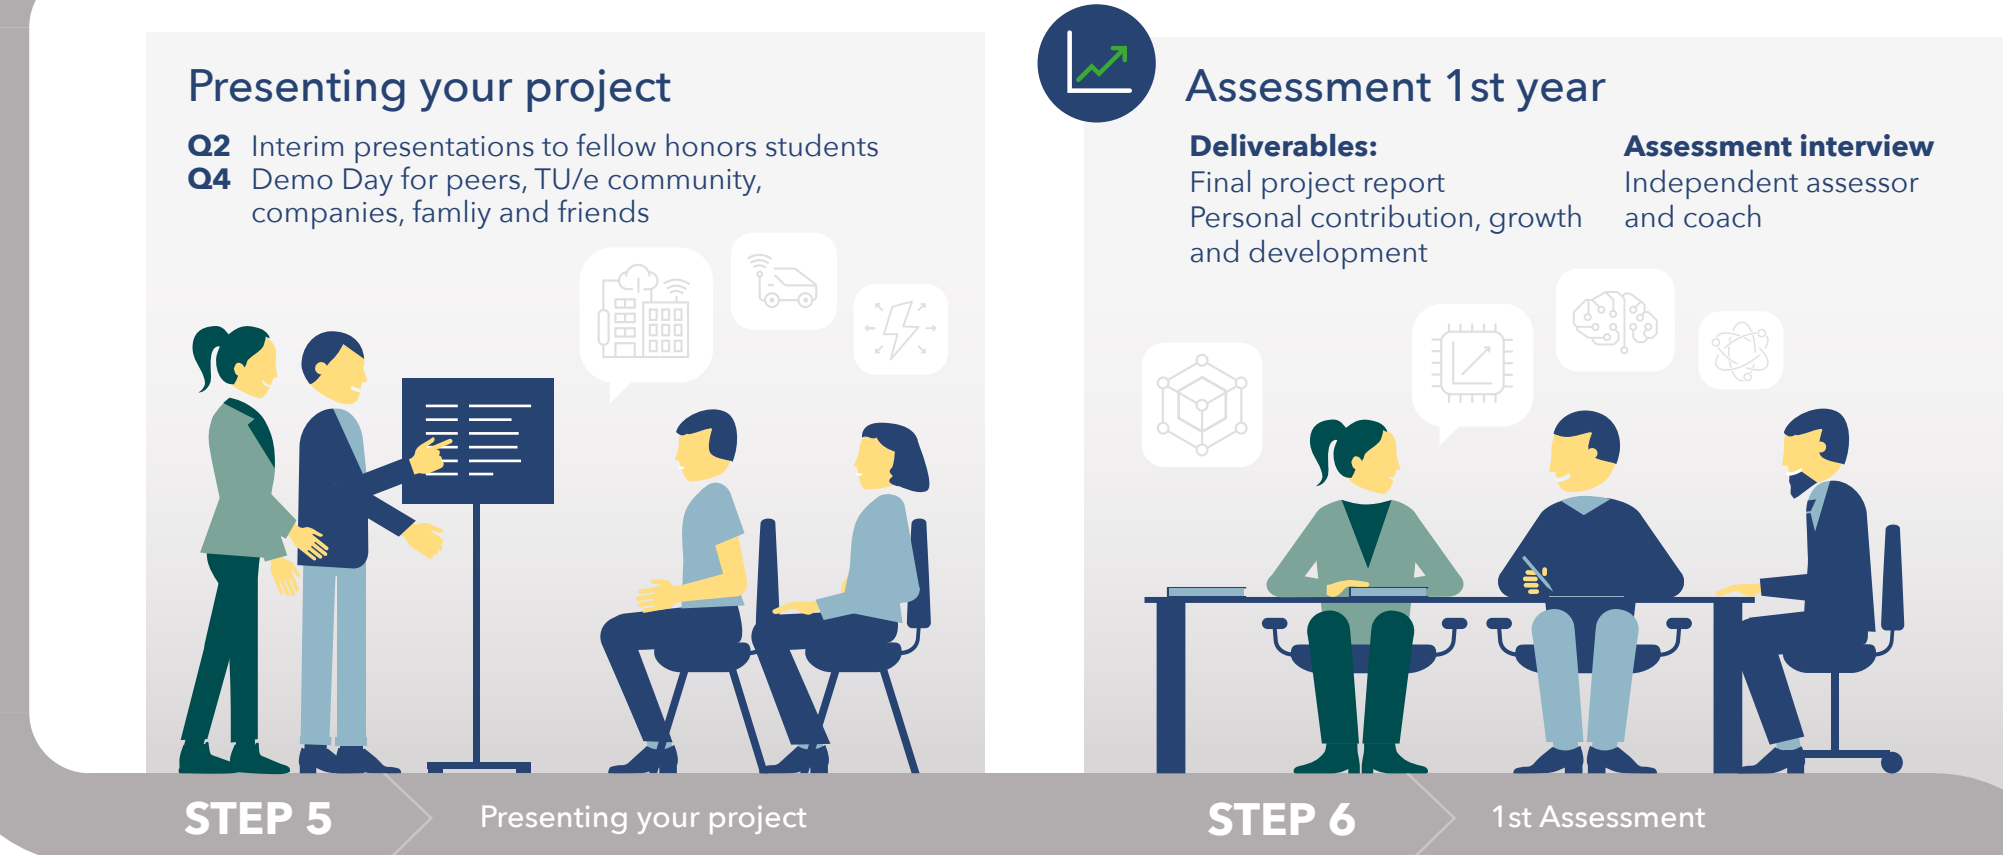 Presenting your project
Q2 Interim presentations to fellow honors students
Q4 Demo Day for peers, TU/e community,
companies, famliy and friends
Assessment 1st year
Deliverables:
Final project report
Personal contribution, growth
and development
Assessment interview
Independent assessor
and coach
STEP 5
Presenting your project
STEP 6
1st Assessment